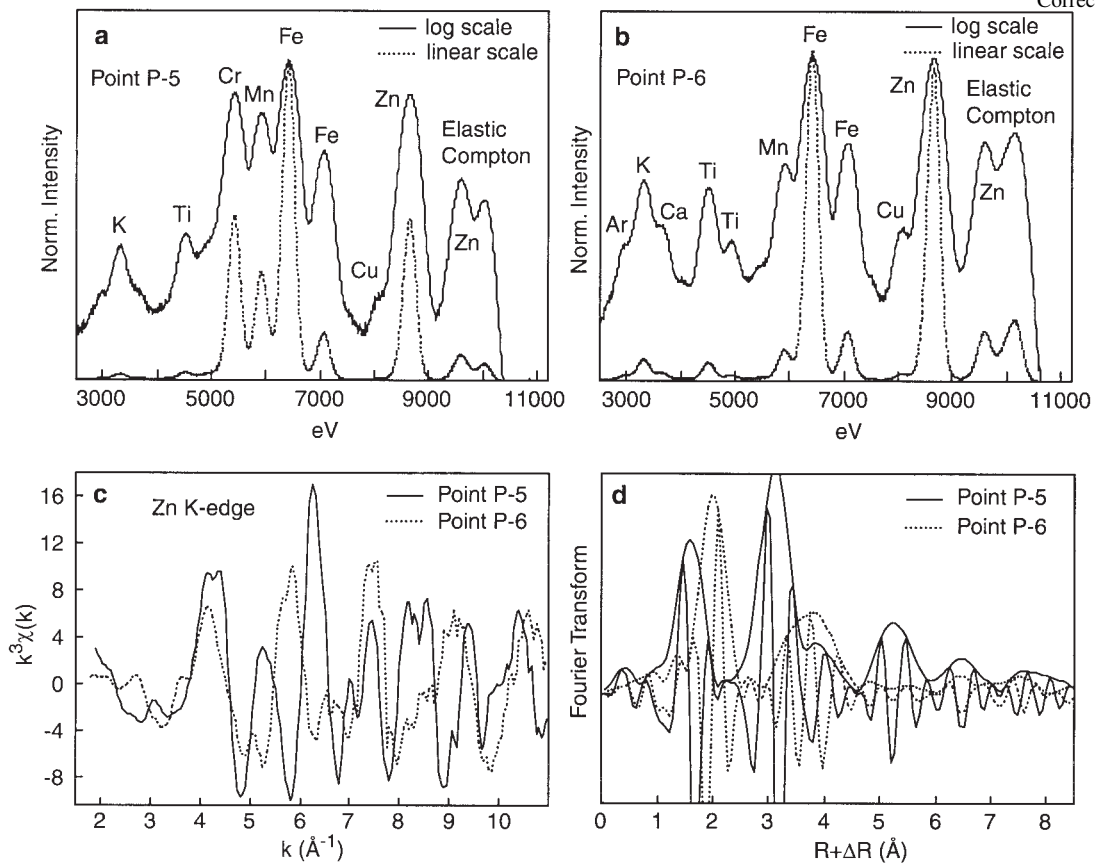 Correc
a
Point P-5
log scale
linear scale
Fe
Cr
Mn
Zn
Fe
Elastic
Compton
K
Ti
Cu
Zn
Norm. Intensity
3000 5000 7000 9000 11000
eV
b
Point P-6
log scale
linear scale
Fe
Zn
Elastic
Compton
Mn
Fe
K
Ti
Ar
Ca
Ti
Cu
Zn
Norm. Intensity
3000 5000 7000 9000 11000
eV
c
Zn K-edge
Point P-5
Point P-6
16
12
8
4
0
-4
-8
k³χ(k)
2 3 4 5 6 7 8 9 10
k (Å⁻¹)
d
Point P-5
Point P-6
Fourier Transform
0 1 2 3 4 5 6 7 8
R+ΔR (Å)